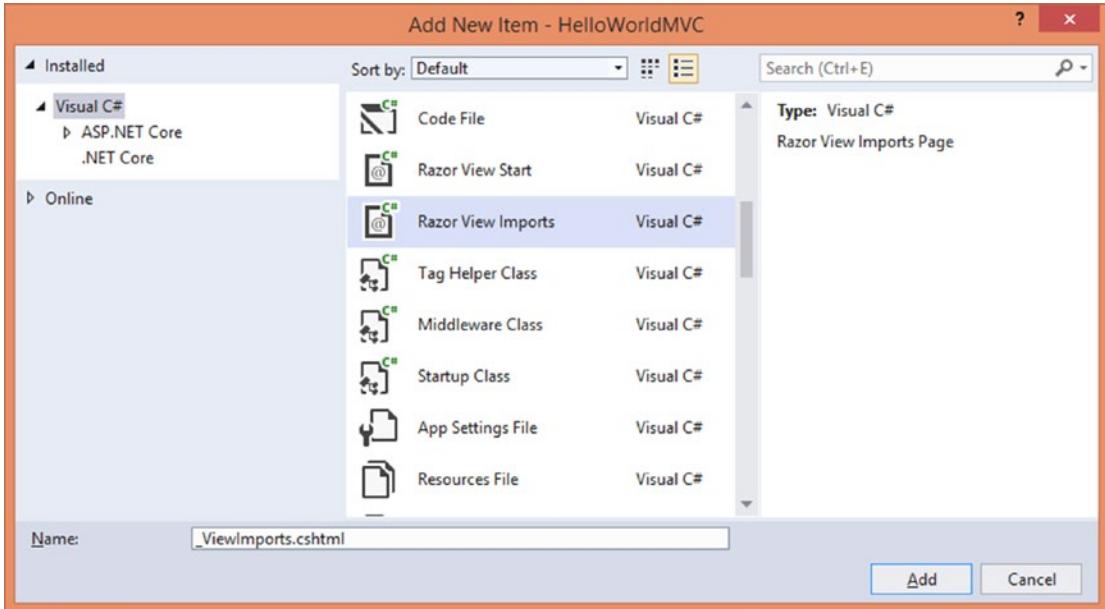 Add New Item - HelloWorldMVC
?
Installed
Sort by: Default
Search (Ctrl+E)
Visual C#
ASP.NET Core
.NET Core
Online
C# Code File Visual C#
C# Razor View Start Visual C#
C# Razor View Imports Visual C#
C# Tag Helper Class Visual C#
C# Middleware Class Visual C#
C# Startup Class Visual C#
App Settings File Visual C#
Resources File Visual C#
Type: Visual C#
Razor View Imports Page
Name: _ViewImports.cshtml
Add Cancel